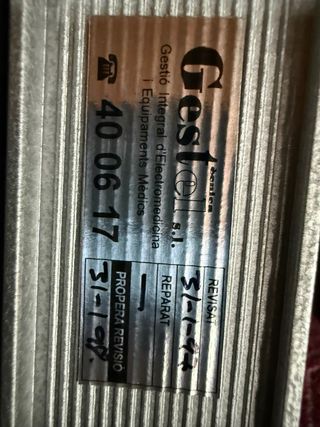 Gestel s.l.
Gestió Integral d'Electromedicina
i Equipaments Mèdics
☎ 40 06 17
REVISAT
31-1-97
REPARAT
—
PROPERA REVISIÓ
31-1-98